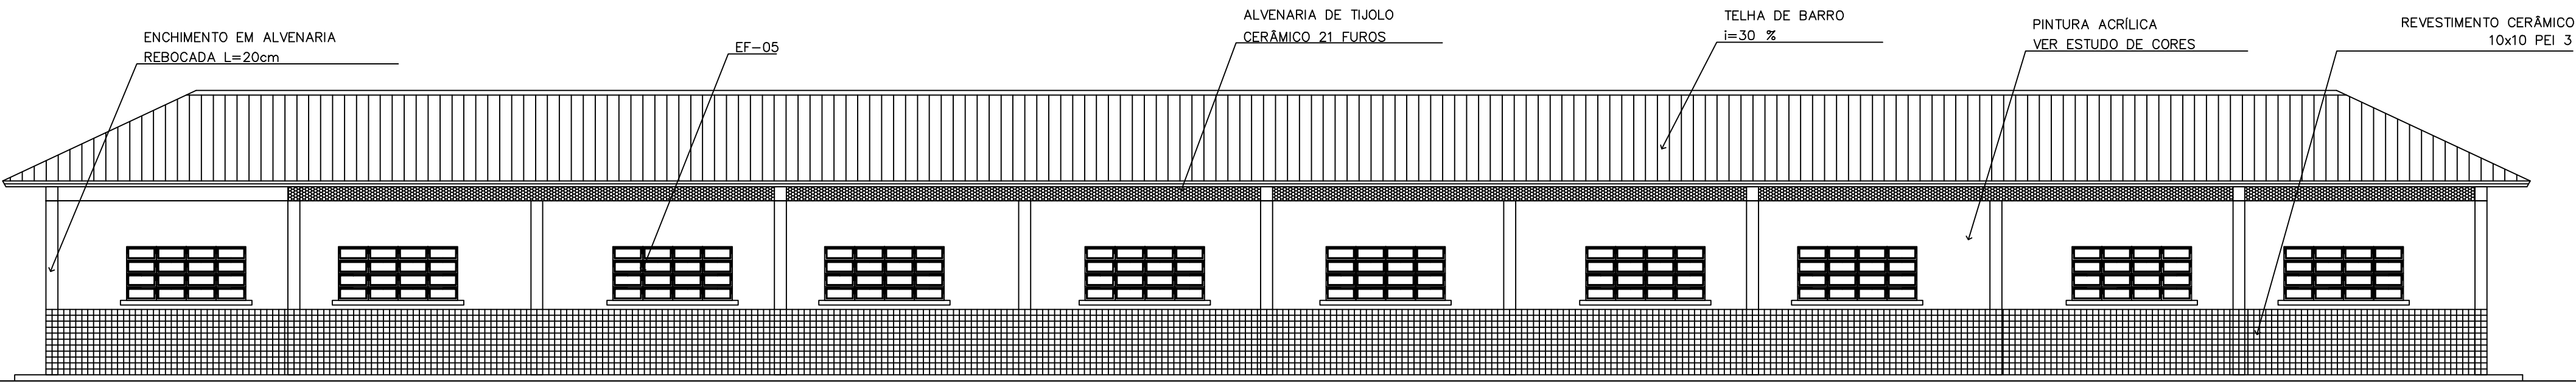 ENCHIMENTO EM ALVENARIA
REBOCADA L=20cm
EF-05
ALVENARIA DE TIJOLO
CERÂMICO 21 FUROS
TELHA DE BARRO
i=30 %
PINTURA ACRÍLICA
VER ESTUDO DE CORES
REVESTIMENTO CERÂMICO
10x10 PEI 3